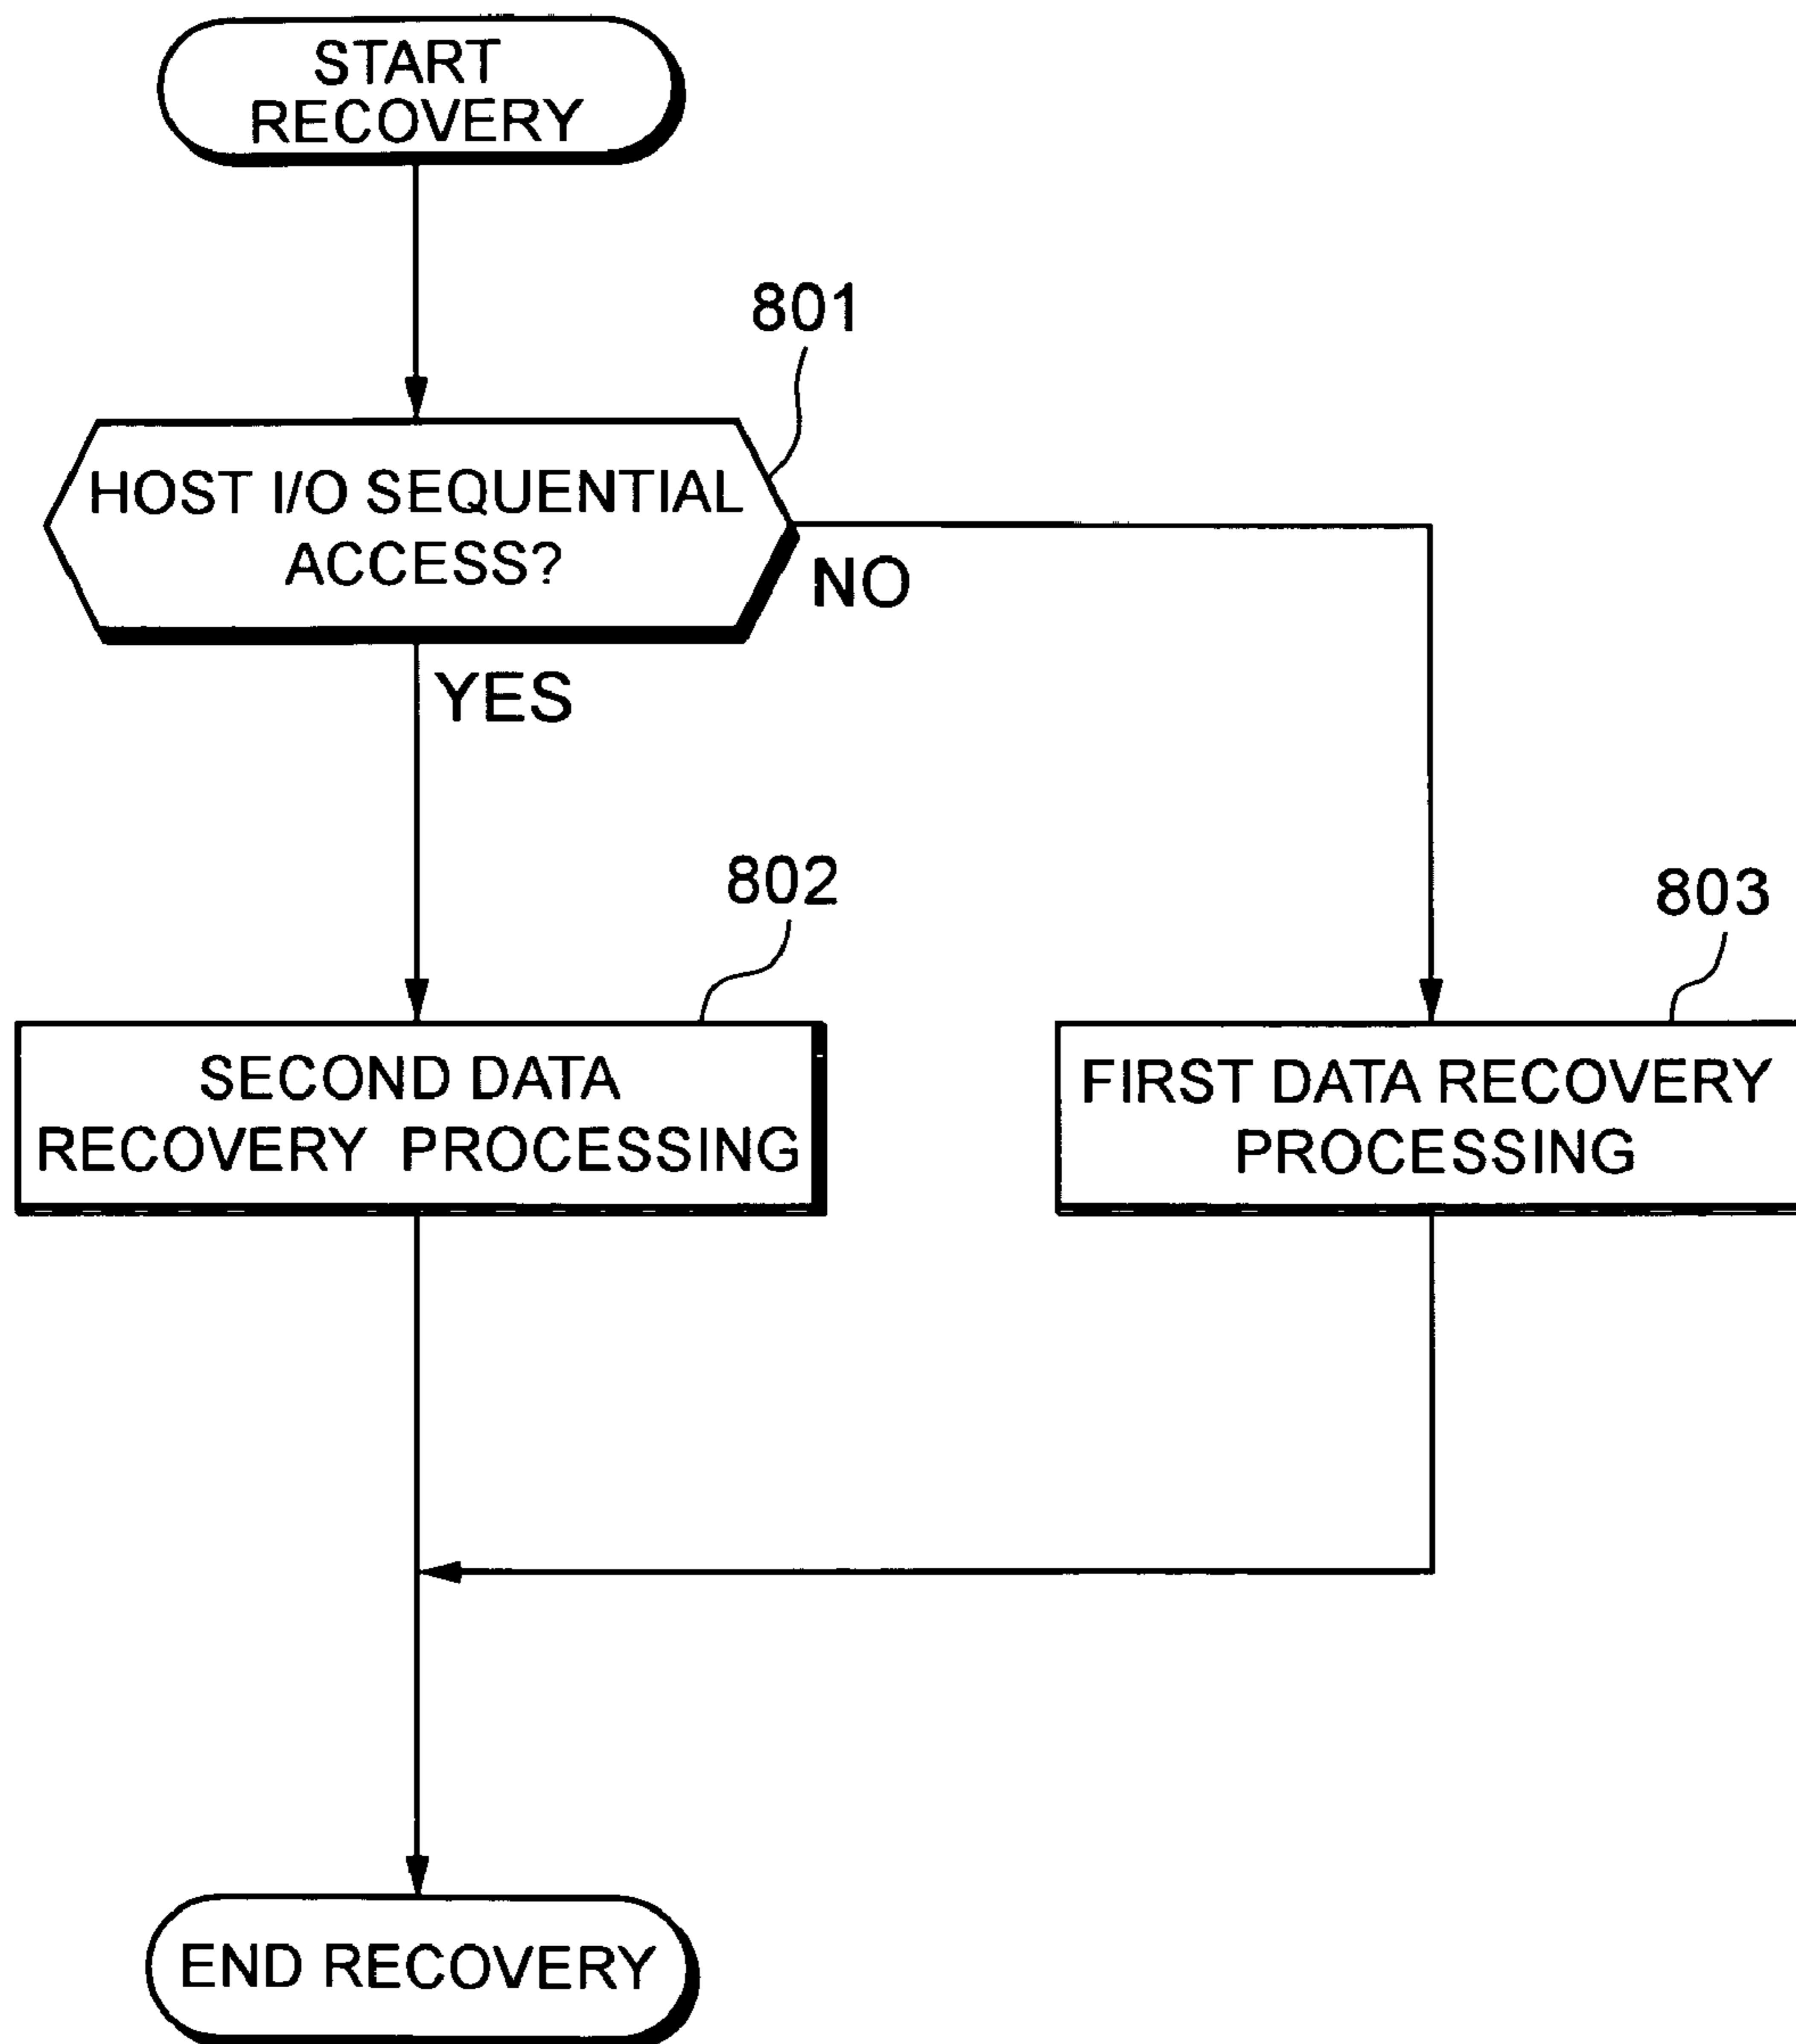 START
RECOVERY
801
HOST I/O SEQUENTIAL
ACCESS?
NO
YES
802
803
SECOND DATA
RECOVERY PROCESSING
FIRST DATA RECOVERY
PROCESSING
END RECOVERY